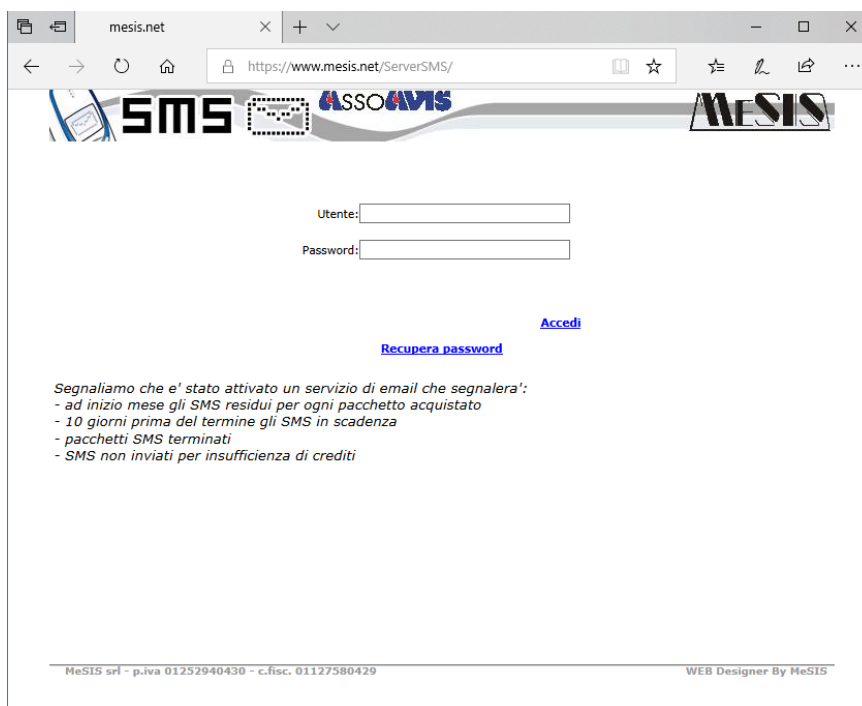 mesis.net
https://www.mesis.net/ServerSMS/
SMS ASSOAVIS MeSIS
Utente:
Password:
Accedi
Recupera password
Segnaliamo che e' stato attivato un servizio di email che segnalera':
- ad inizio mese gli SMS residui per ogni pacchetto acquistato
- 10 giorni prima del termine gli SMS in scadenza
- pacchetti SMS terminati
- SMS non inviati per insufficienza di crediti
MeSIS srl - p.iva 01252940430 - c.fisc. 01127580429 WEB Designer By MeSIS